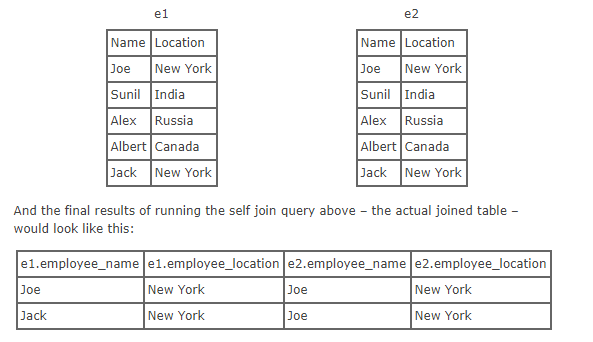 e1 e2
Name Location Name Location
Joe New York Joe New York
Sunil India Sunil India
Alex Russia Alex Russia
Albert Canada Albert Canada
Jack New York Jack New York
And the final results of running the self join query above – the actual joined table –
would look like this:
e1.employee_name e1.employee_location e2.employee_name e2.employee_location
Joe New York Joe New York
Jack New York Joe New York